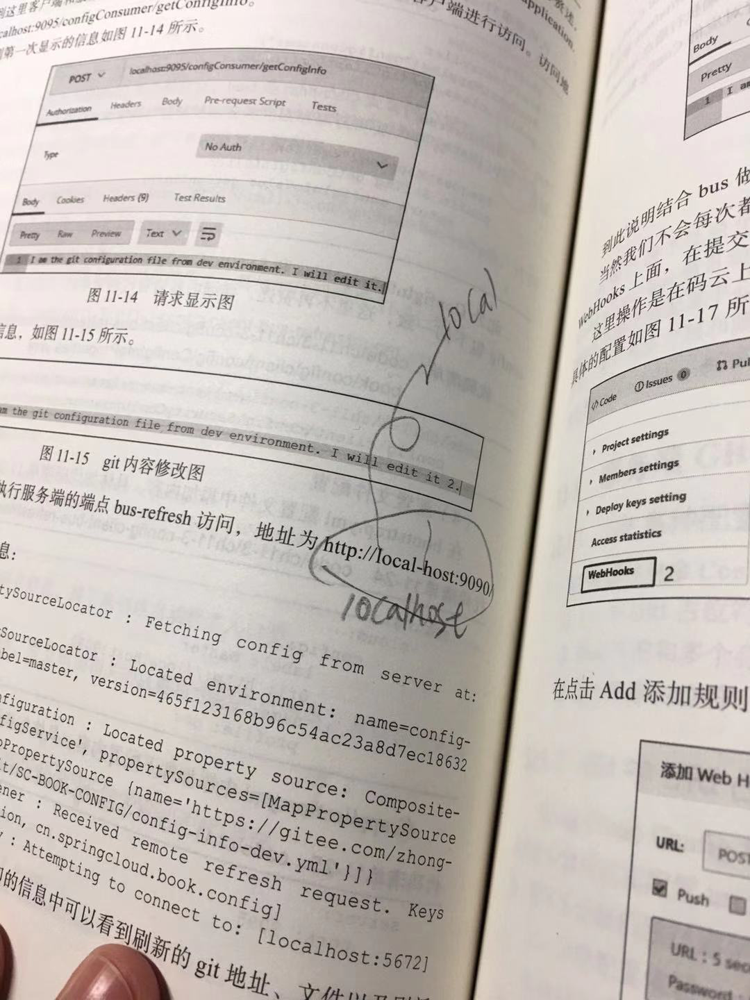 calhost:9095/configConsumer/getConfigInfo。
第一次显示的信息如图 11-14 所示。
POST
localhost:9095/configConsumer/getConfigInfo
Authorization Headers Body Pre-request Script Tests
Type
No Auth
Body Cookies Headers (9) Test Results
Pretty Raw Preview Text
1 I am the git configuration file from dev environment. I will edit it.
图 11-14 请求显示图
信息，如图 11-15 所示。
am the git configuration file from dev environment. I will edit it 2.
图 11-15 git 内容修改图
执行服务端的端点 bus-refresh 访问，地址为 http://local-host:9090/
息：
local
localhost
tySourceLocator : Fetching config from server at:
ySourceLocator : Located environment: name=config-
bel=master, version=465f123168b96c54ac23a8d7ec18632
nfiguration : Located property source: Composite-
figService', propertySources=[MapPropertySource
pPropertySource {name='https://gitee.com/zhong-
it/SC-BOOK-CONFIG/config-info-dev.yml'}]}
ener : Received remote refresh request. Keys
ion, cn.springcloud.book.config]
: Attempting to connect to: [localhost:5672]
的信息中可以看到刷新的 git 地址、文件以及
application.
客户端进行访问。访问地
Body
Pretty
1 I am
到此说明结合 bus 做
当然我们不会每次都
WebHooks 上面，在提交
这里操作是在码云上
具体的配置如图 11-17 所
Code Issues 0 Pul
Project settings
Members settings
Deploy keys setting
Access statistics
WebHooks 2
在点击 Add 添加规则
添加 Web H
URL: POST
Push
URL : 5 sec
Password :